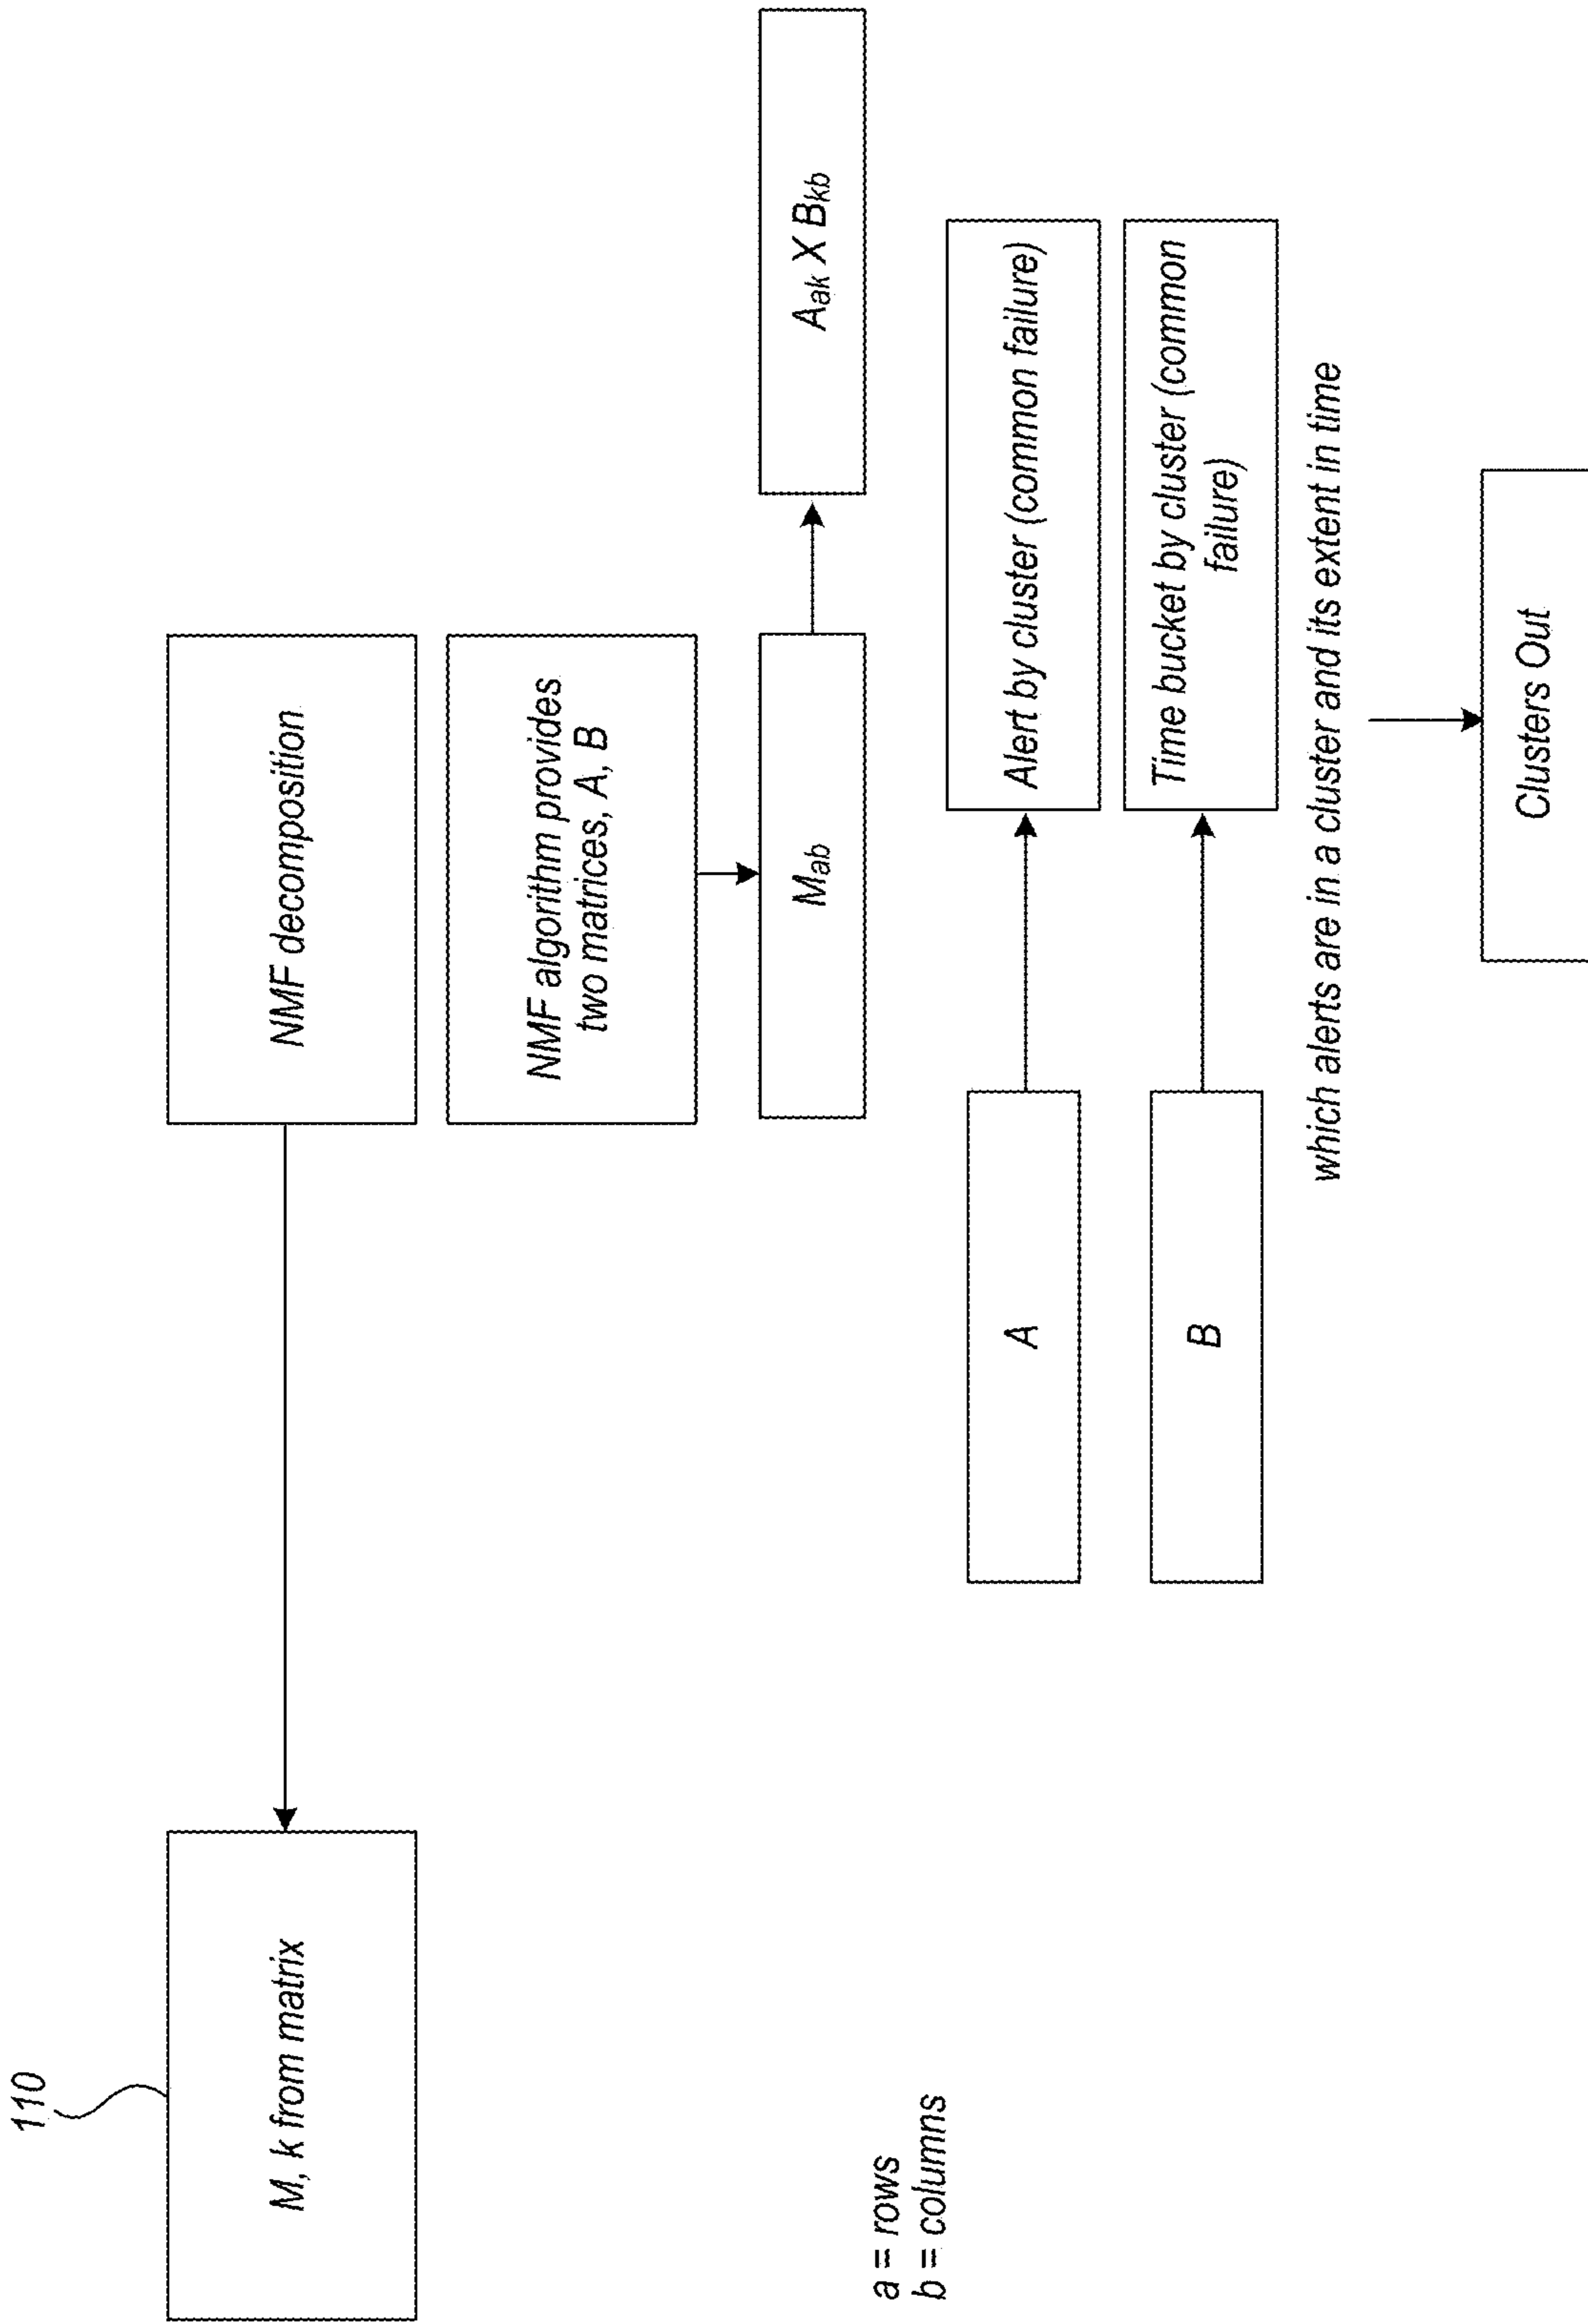 110
M, k from matrix
NMF decomposition
NMF algorithm provides
two matrices, A, B
Mab
Aak X Bkb
a = rows
b = columns
A
Alert by cluster (common failure)
B
Time bucket by cluster (common
failure)
which alerts are in a cluster and its extent in time
Clusters Out